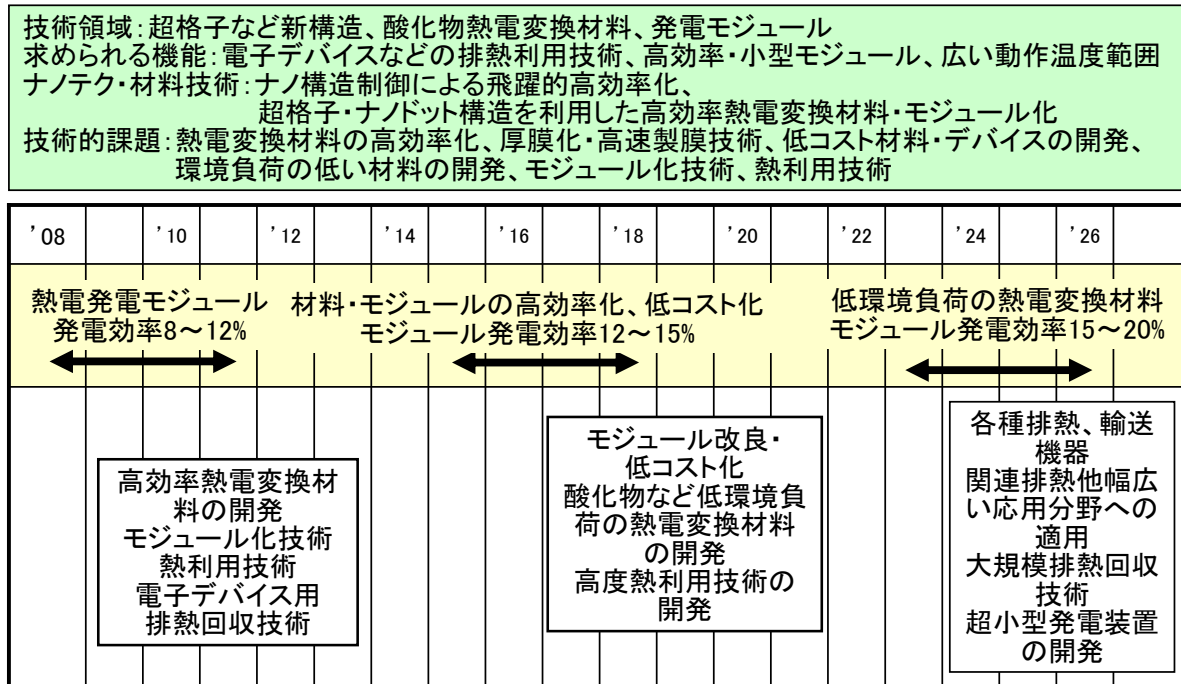 技術領域:超格子など新構造、酸化物熱電変換材料、発電モジュール
求められる機能:電子デバイスなどの排熱利用技術、高効率・小型モジュール、広い動作温度範囲
ナノテク・材料技術:ナノ構造制御による飛躍的高効率化、
超格子・ナノドット構造を利用した高効率熱電変換材料・モジュール化
技術的課題:熱電変換材料の高効率化、厚膜化・高速製膜技術、低コスト材料・デバイスの開発、
環境負荷の低い材料の開発、モジュール化技術、熱利用技術
’08 ’10 ’12 ’14 ’16 ’18 ’20 ’22 ’24 ’26
熱電発電モジュール
発電効率8～12%
材料・モジュールの高効率化、低コスト化
モジュール発電効率12～15%
低環境負荷の熱電変換材料
モジュール発電効率15～20%
高効率熱電変換材
料の開発
モジュール化技術
熱利用技術
電子デバイス用
排熱回収技術
モジュール改良・
低コスト化
酸化物など低環境負
荷の熱電変換材料
の開発
高度熱利用技術の
開発
各種排熱、輸送
機器
関連排熱他幅広
い応用分野への
適用
大規模排熱回収
技術
超小型発電装置
の開発